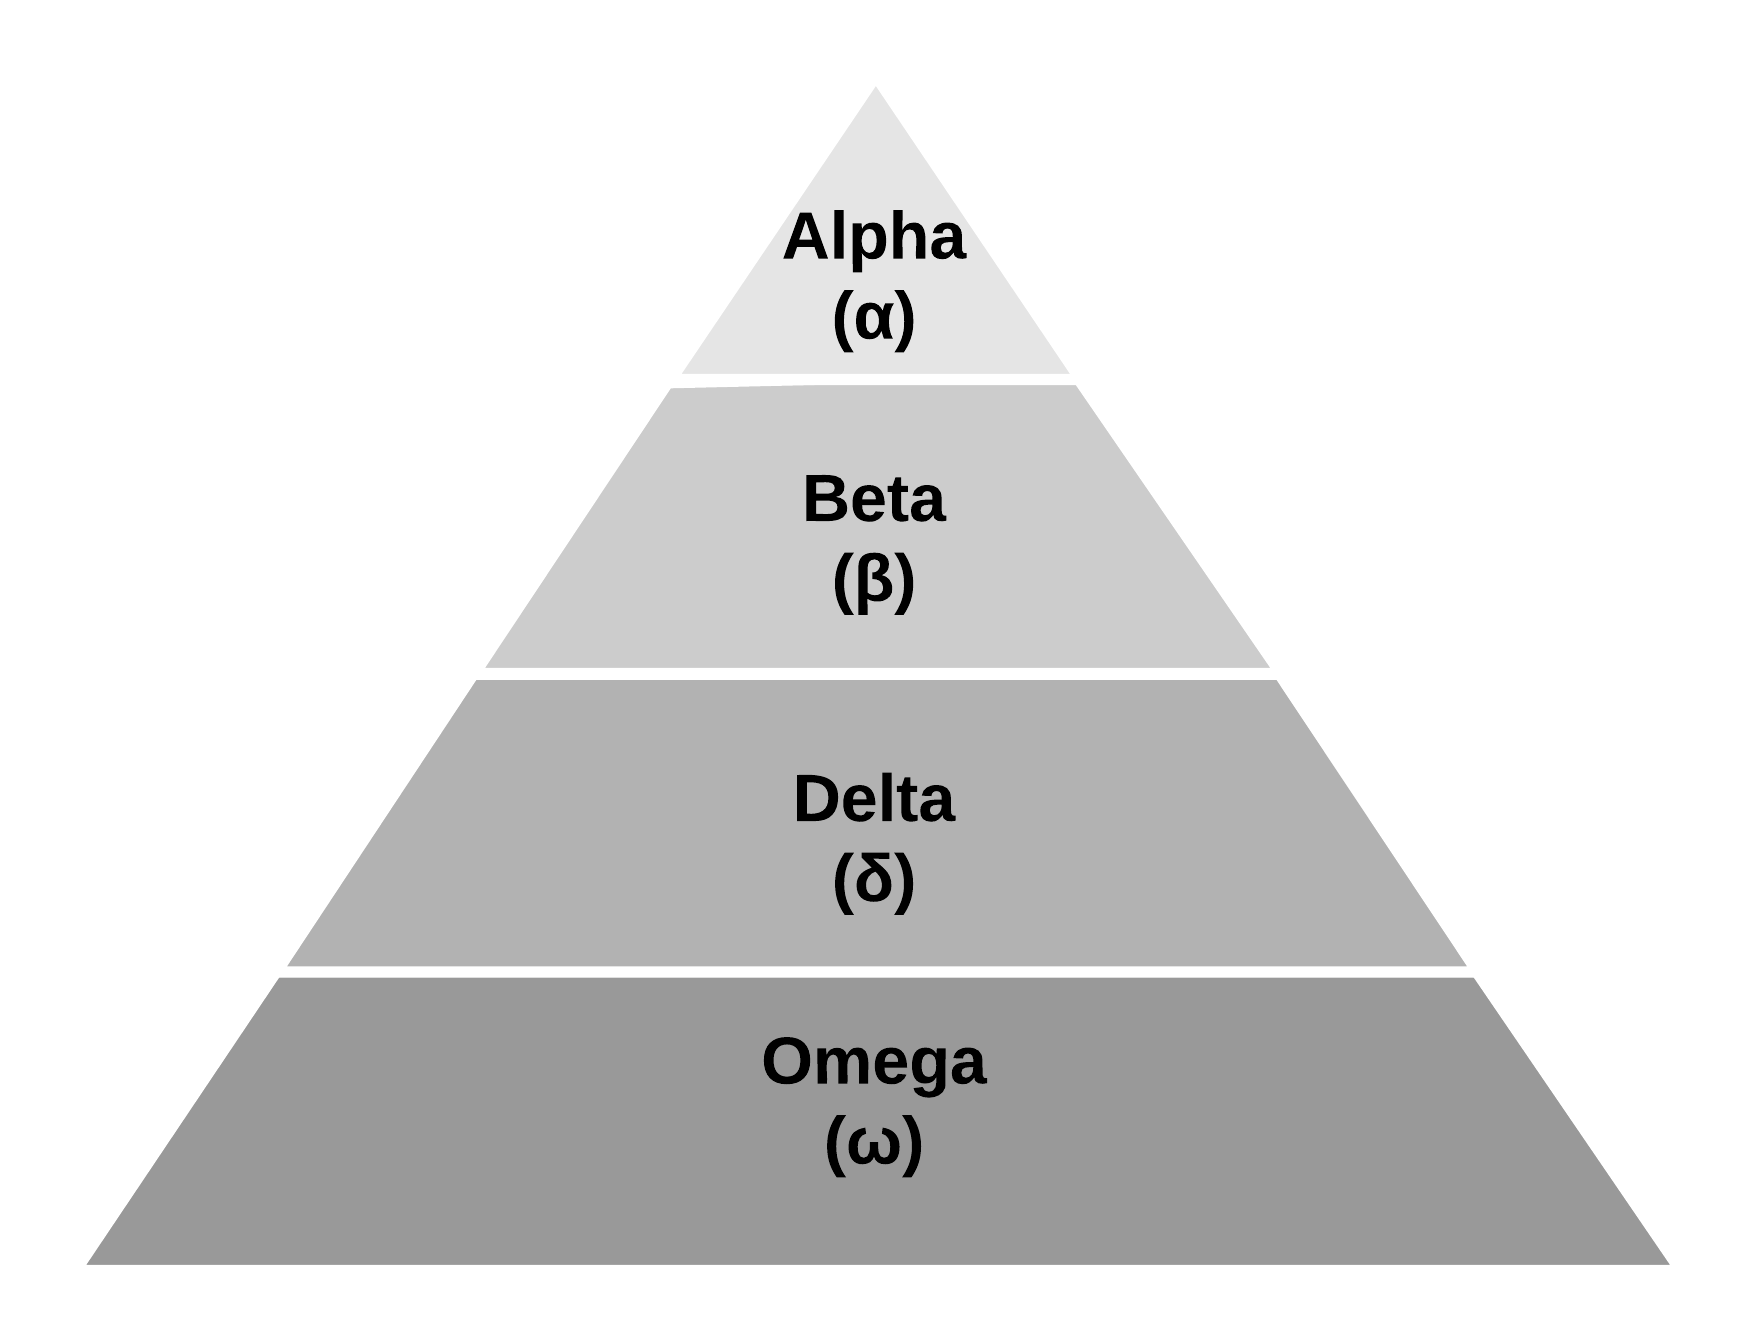 Alpha
(α)
Beta
(β)
Delta
(δ)
Omega
(ω)